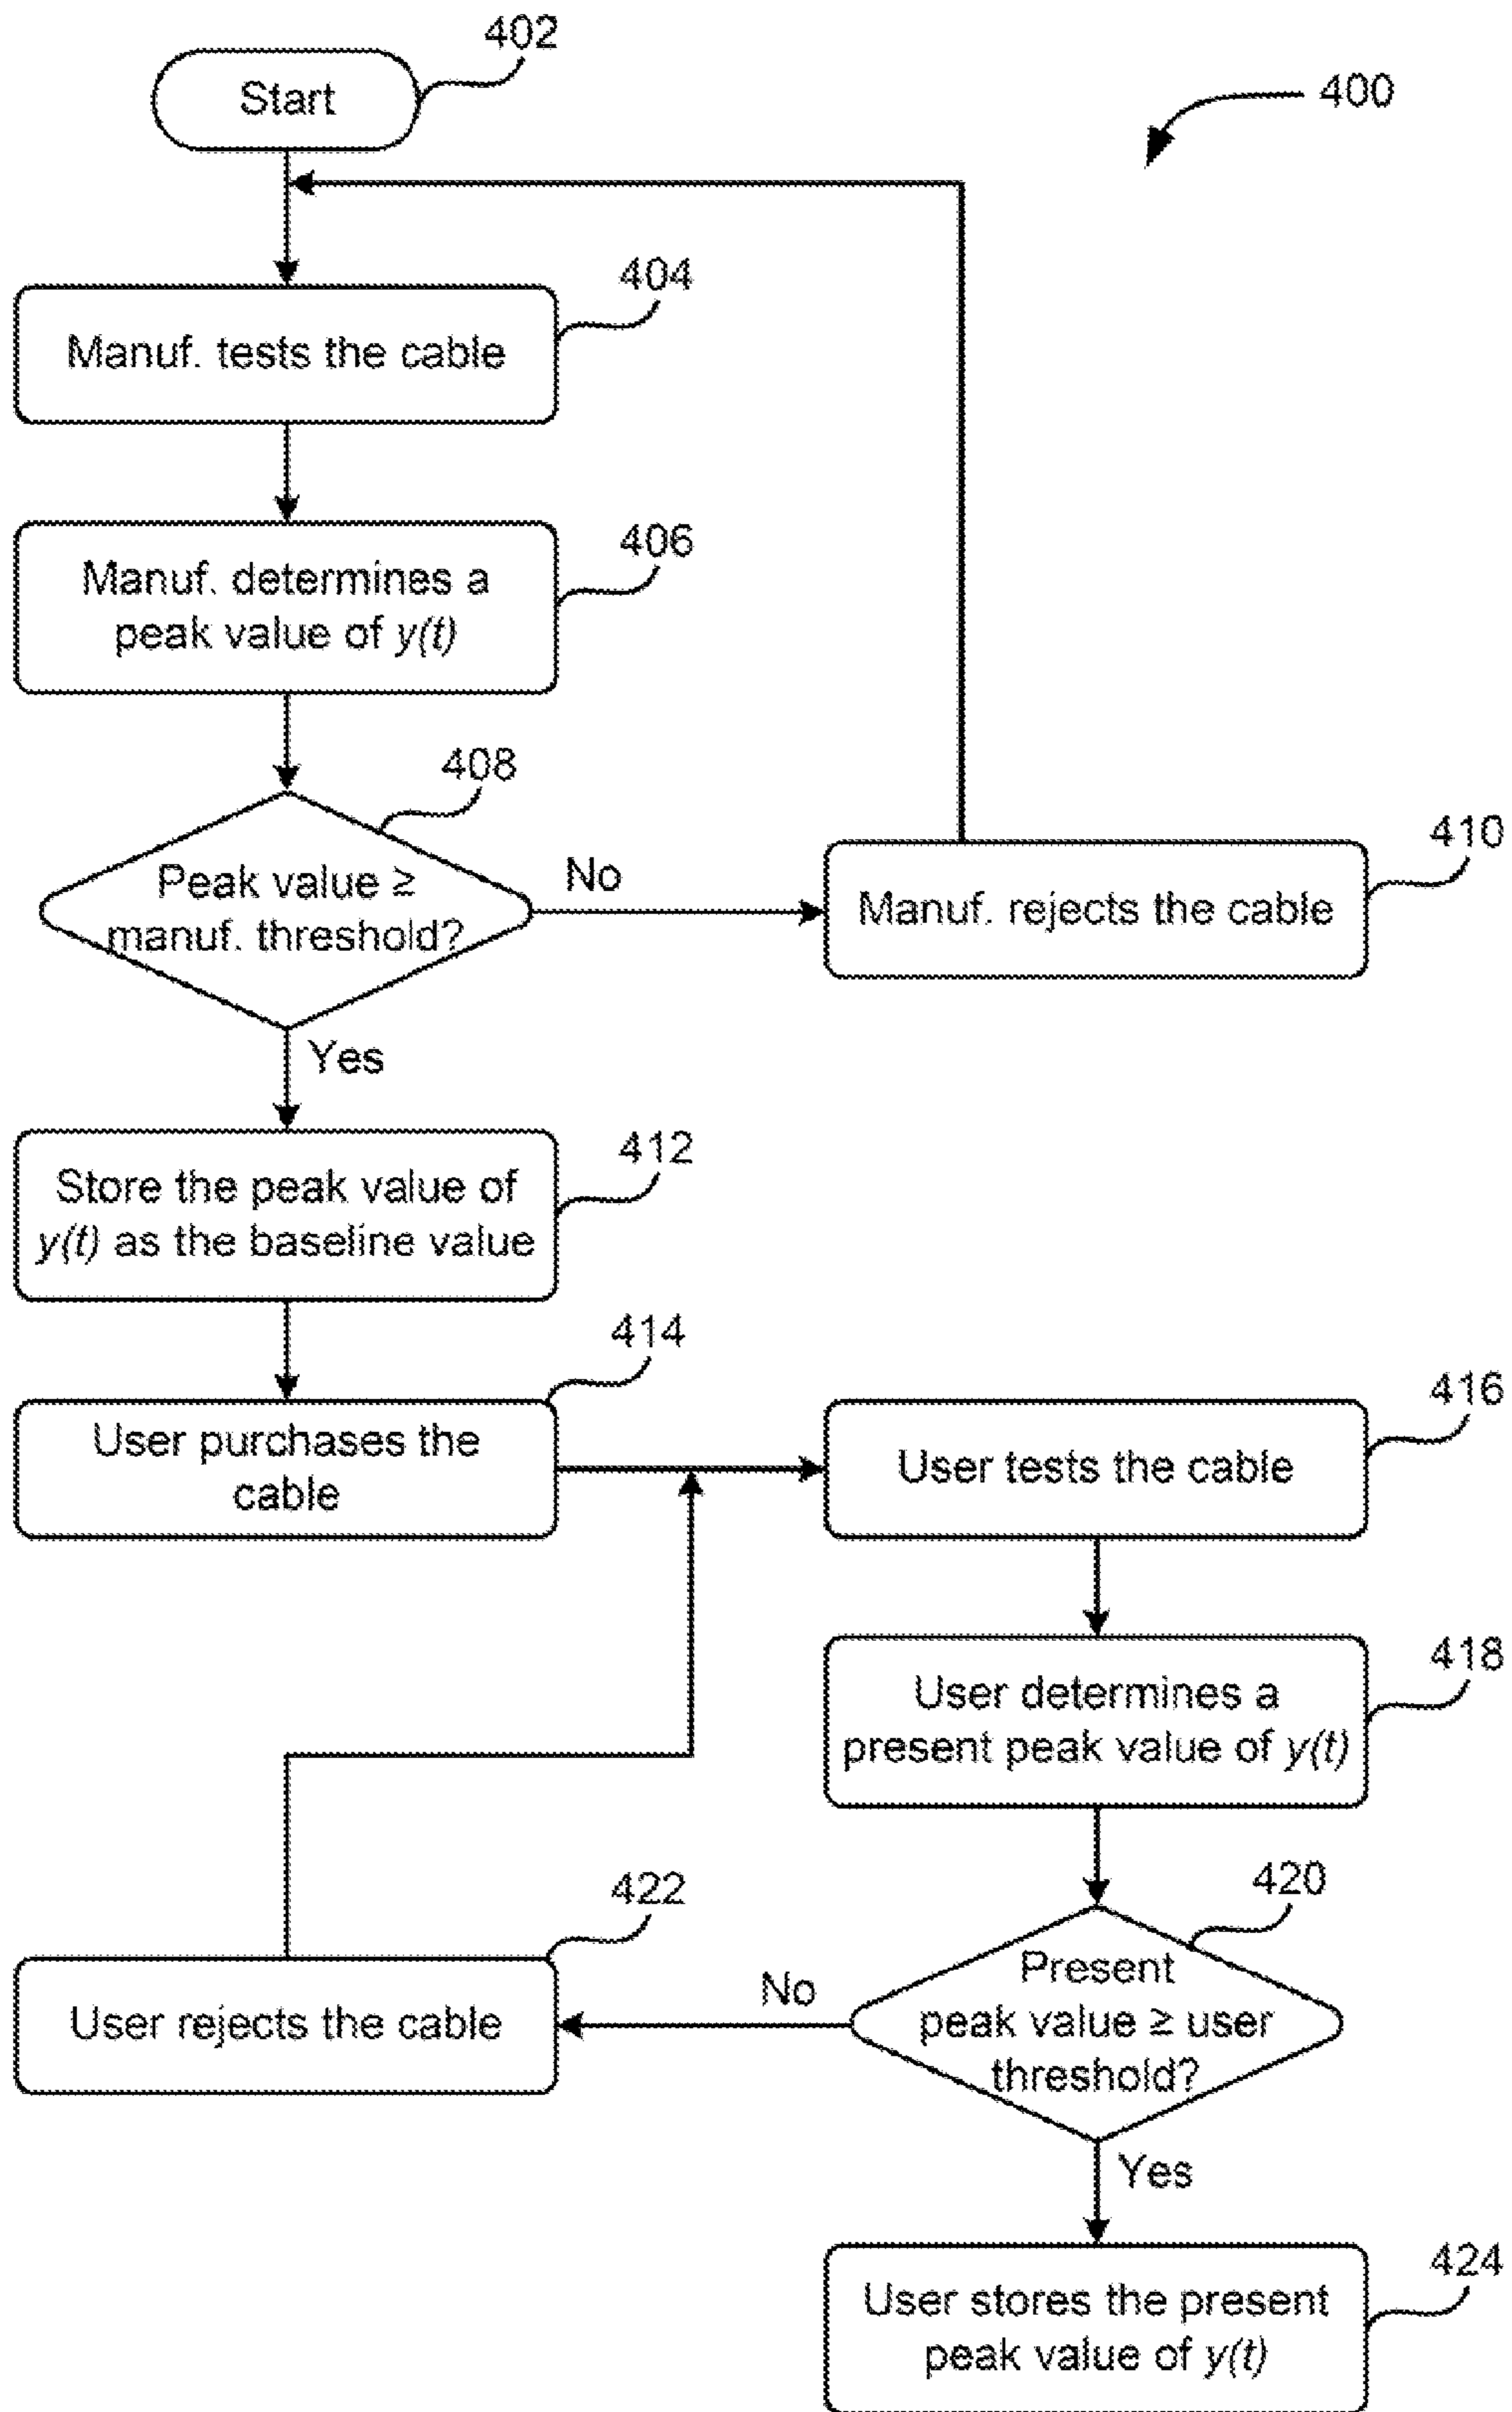 402
Start
400
404
Manuf. tests the cable
406
Manuf. determines a
peak value of y(t)
408
Peak value ≥
manuf. threshold?
No
410
Manuf. rejects the cable
Yes
412
Store the peak value of
y(t) as the baseline value
414
User purchases the
cable
416
User tests the cable
418
User determines a
present peak value of y(t)
420
Present
peak value ≥ user
threshold?
No
422
User rejects the cable
Yes
424
User stores the present
peak value of y(t)